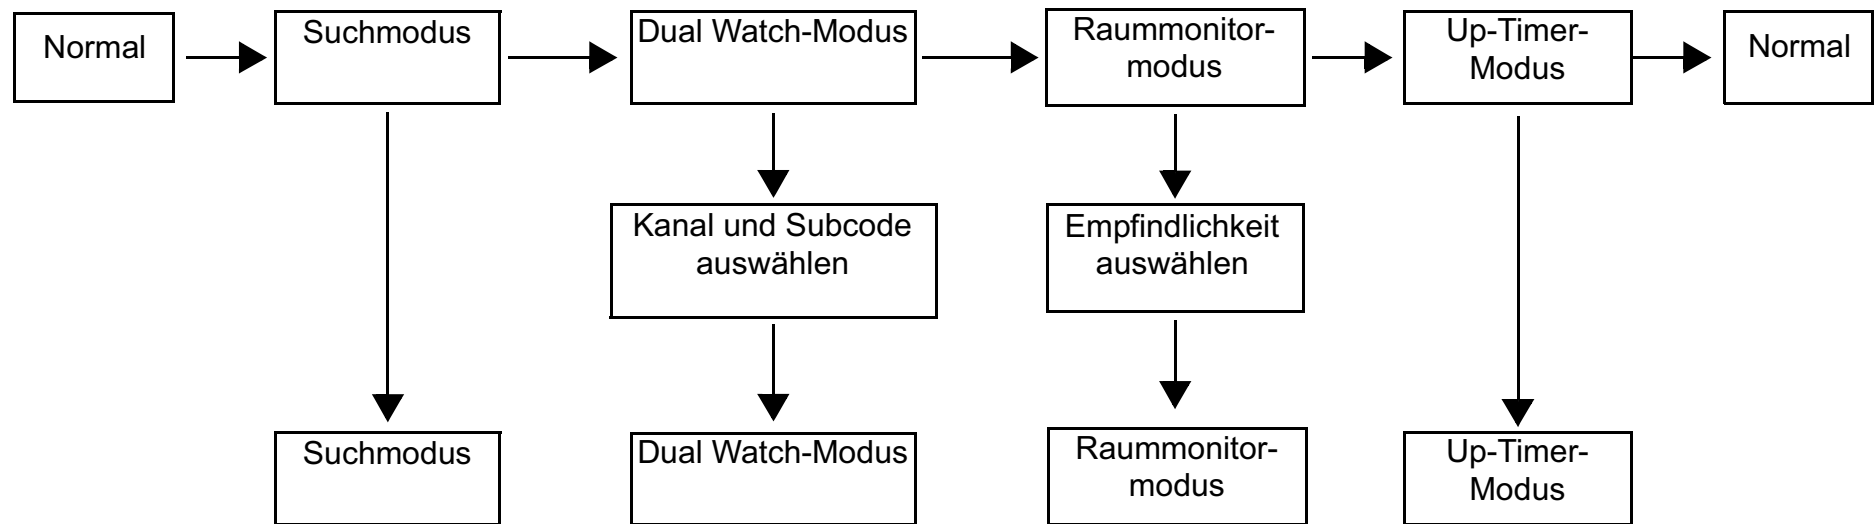 Normal
Suchmodus
Dual Watch-Modus
Raummonitor-
modus
Up-Timer-
Modus
Normal
Kanal und Subcode
auswählen
Empfindlichkeit
auswählen
Suchmodus
Dual Watch-Modus
Raummonitor-
modus
Up-Timer-
Modus